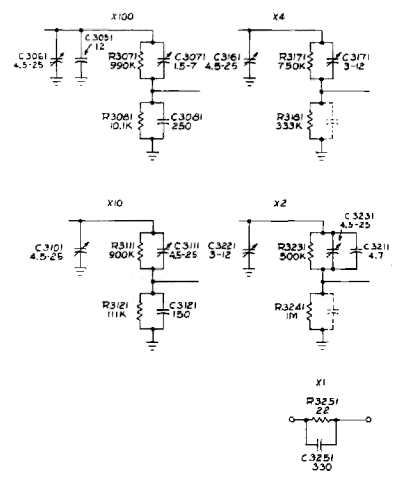 X100
C3061
4.5-25
C3051
12
R3071
990K
C3071
1.5-7
R3081
10.1K
C3081
250
X4
C3161
4.5-25
R3171
750K
C3171
3-12
R3181
333K
X10
C3101
4.5-25
R3111
900K
C3111
4.5-25
R3121
111K
C3121
150
X2
C3221
3-12
R3231
500K
C3231
4.5-25
C3211
4.7
R3241
1M
X1
R3251
22
C3251
330